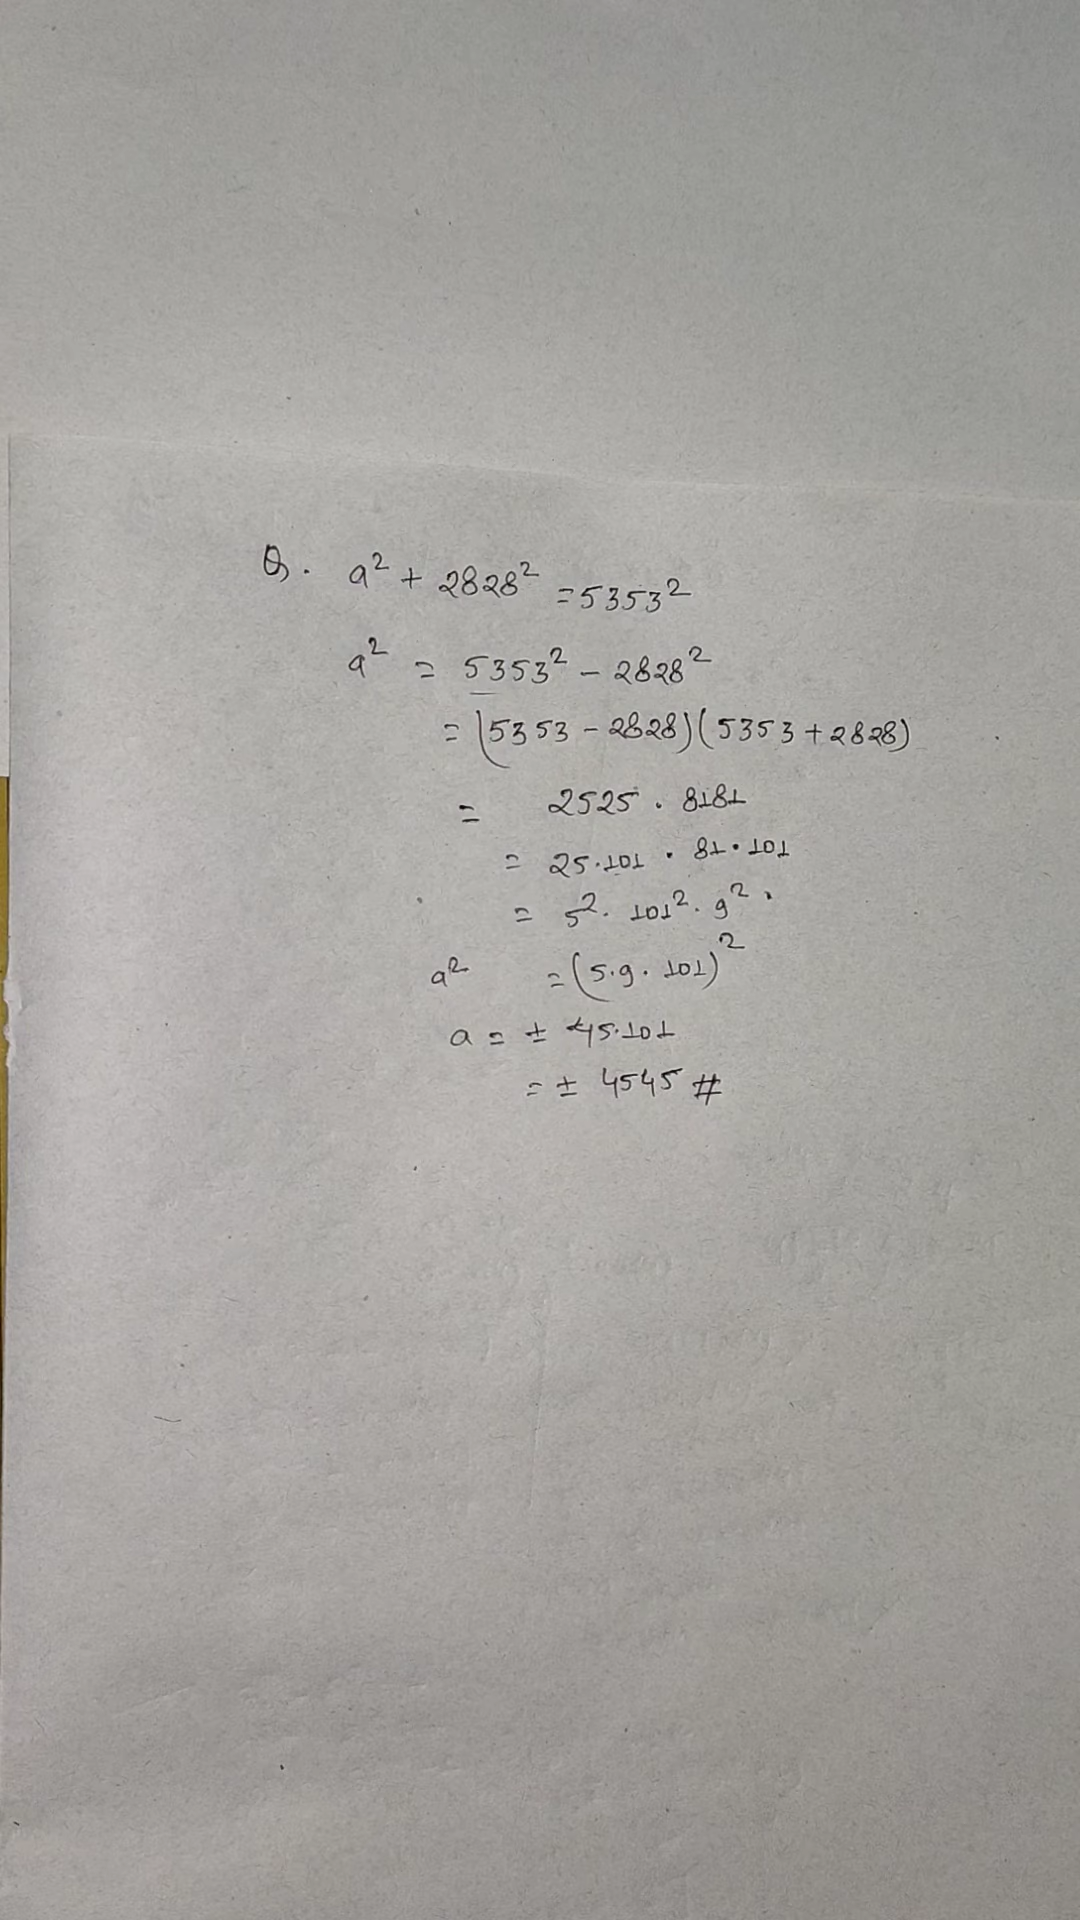 Q. a² + 2828² = 5353²
a² = 5353² - 2828²
= (5353 - 2828)(5353 + 2828)
= 2525 . 8181
= 25.101 . 81.101
= 5². 101². 9².
a² = (5.9. 101)²
a = ± 45.101
= ± 4545 #